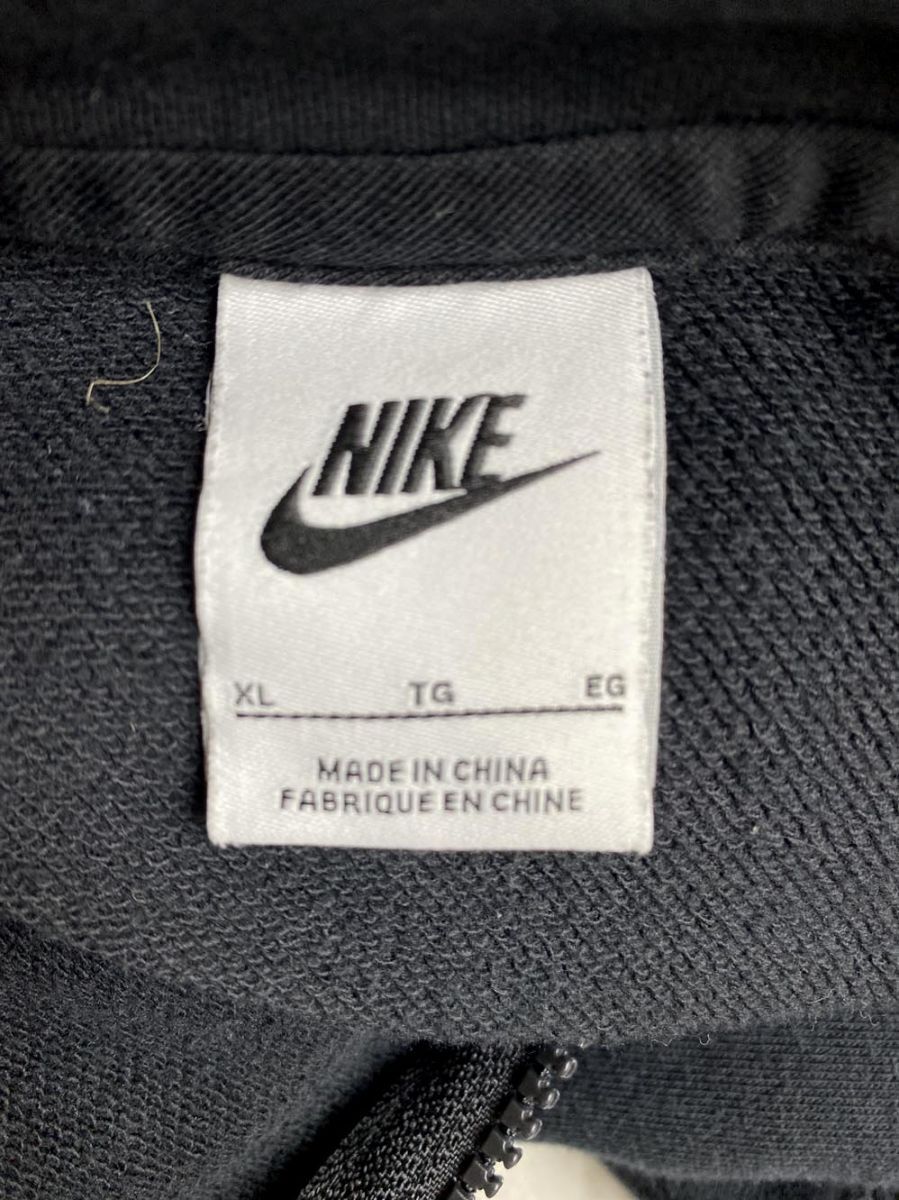 NIKE
XL TG EG
MADE IN CHINA
FABRIQUE EN CHINE